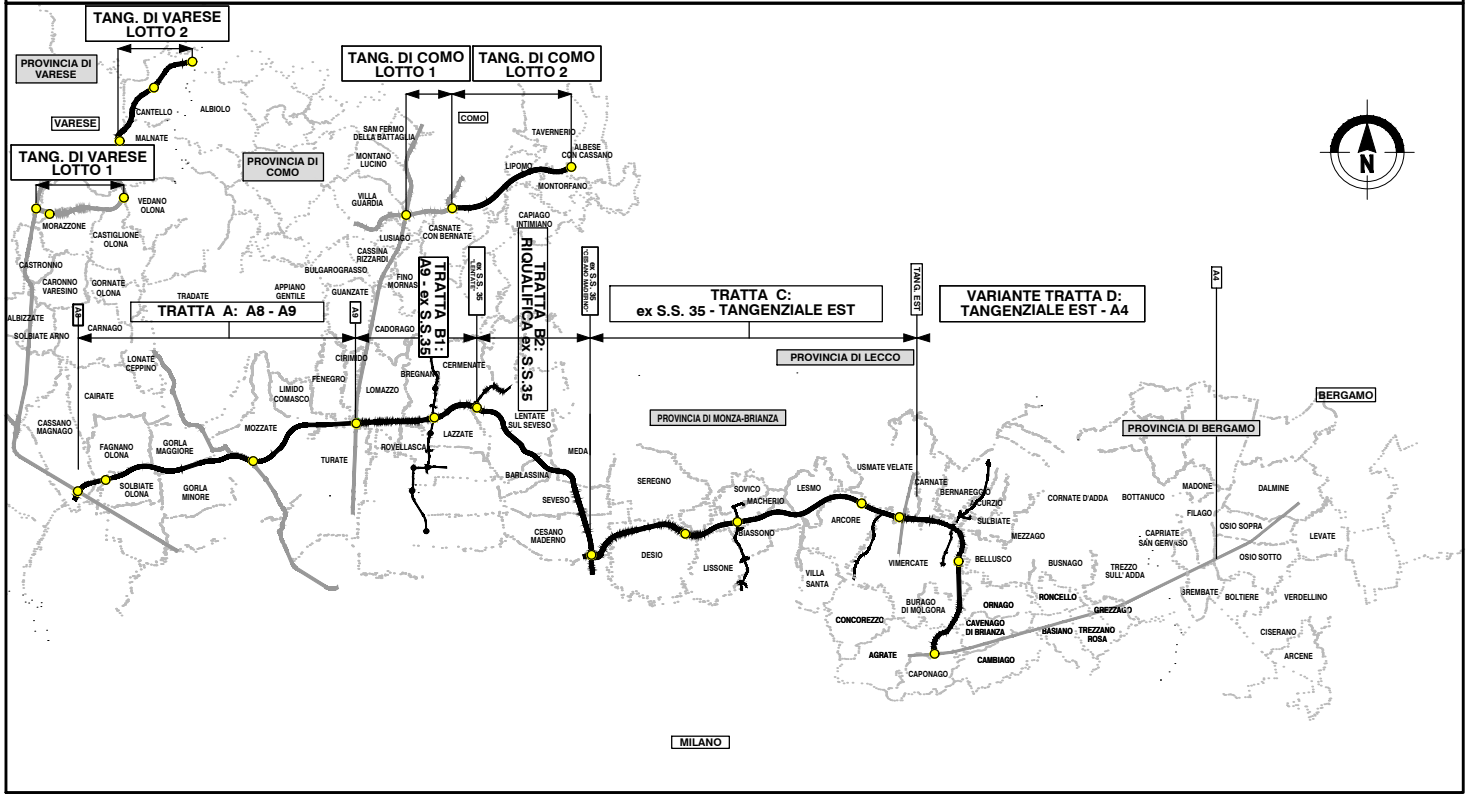 TANG. DI VARESE
LOTTO 2
PROVINCIA DI
VARESE
CANTELLO
ALBIOLO
VARESE
MALNATE
TANG. DI VARESE
LOTTO 1
PROVINCIA DI
COMO
VEDANO
OLONA
MORAZZONE
CASTIGLIONE
OLONA
TANG. DI COMO
LOTTO 1
TANG. DI COMO
LOTTO 2
COMO
SAN FERMO
DELLA BATTAGLIA
MONTANO
LUCINO
VILLA
GUARDIA
TAVERNERIO
ALBESE
CON CASSANO
LIPOMO
MONTORFANO
CAPIAGO
INTIMIANO
CASNATE
CON BERNATE
LUSIAGO
CASSINA
RIZZARDI
BULGAROGRASSO
FINO
MORNAS
GUANZATE
APPIANO
GENTILE
TRADATE
CASTRONNO
CARONNO
VARESINO
GORNATE
OLONA
ALBIZZATE
SOLBIATE ARNO
CARNAGO
N
A8
TRATTA A: A8 - A9
A9
TRATTA B1:
A9 - ex S.S.35
ex S.S. 35
"LENTATE"
TRATTA B2:
RIQUALIFICA ex S.S.35
ex S.S. 35
"CESANO MADERNO"
TRATTA C:
ex S.S. 35 - TANGENZIALE EST
TANG. EST
VARIANTE TRATTA D:
TANGENZIALE EST - A4
A4
PROVINCIA DI LECCO
BERGAMO
PROVINCIA DI MONZA-BRIANZA
PROVINCIA DI BERGAMO
CADORAGO
CIRIMIDO
LONATE
CEPPINO
FENEGRO
LIMIDO
COMASCO
LOMAZZO
BREGNANO
CERMENATE
CAIRATE
CASSANO
MAGNAGO
FAGNANO
OLONA
GORLA
MAGGIORE
MOZZATE
SOLBIATE
OLONA
GORLA
MINORE
TURATE
ROVELLASCA
LAZZATE
LENTATE
SUL SEVESO
BARLASSINA
MEDA
SEVESO
CESANO
MADERNO
SEREGNO
DESIO
SOVICO
MACHERIO
BIASSONO
LISSONE
LESMO
ARCORE
VILLA
SANTA
USMATE VELATE
CARNATE
BERNAREGGIO
SULBIATE
MEZZAGO
VIMERCATE
BELLUSCO
BURAGO
DI MOLGORA
CONCOREZZO
ORNAGO
CAVENAGO
DI BRIANZA
AGRATE
CAMBIAGO
CAPONAGO
CORNATE D'ADDA
BOTTANUCO
MADONE
FILAGO
DALMINE
CAPRIATE
SAN GERVASO
OSIO SOPRA
OSIO SOTTO
LEVATE
BUSNAGO
TREZZO
SULL' ADDA
RONCELLO
GREZZAGO
BASIANO
TREZZANO
ROSA
BREMBATE
BOLTIERE
VERDELLINO
CISERANO
ARCENE
MILANO